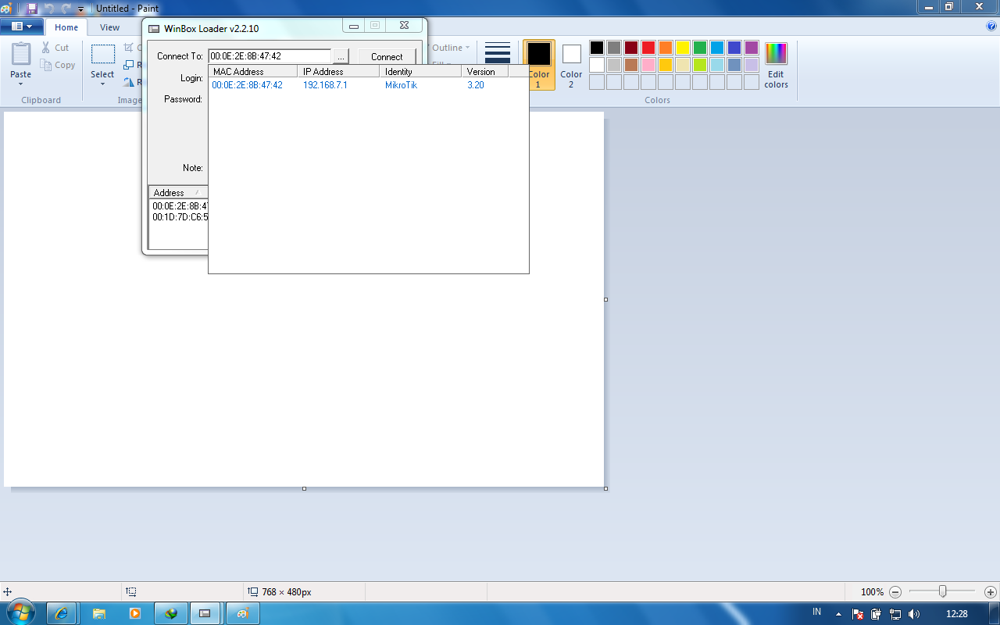 Untitled - Paint
Home
View
Paste
Cut
Copy
Clipboard
Select
Image
Outline
Color
1
Color
2
Edit
colors
Colors
WinBox Loader v2.2.10
Connect To: 00:0E:2E:8B:47:42 ... Connect
Login:
Password:
Note:
MAC Address IP Address Identity Version
00:0E:2E:8B:47:42 192.168.7.1 MikroTik 3.20
Address
00:0E:2E:8B:4
00:1D:7D:C6:5
768 × 480px
100%
IN
12:28